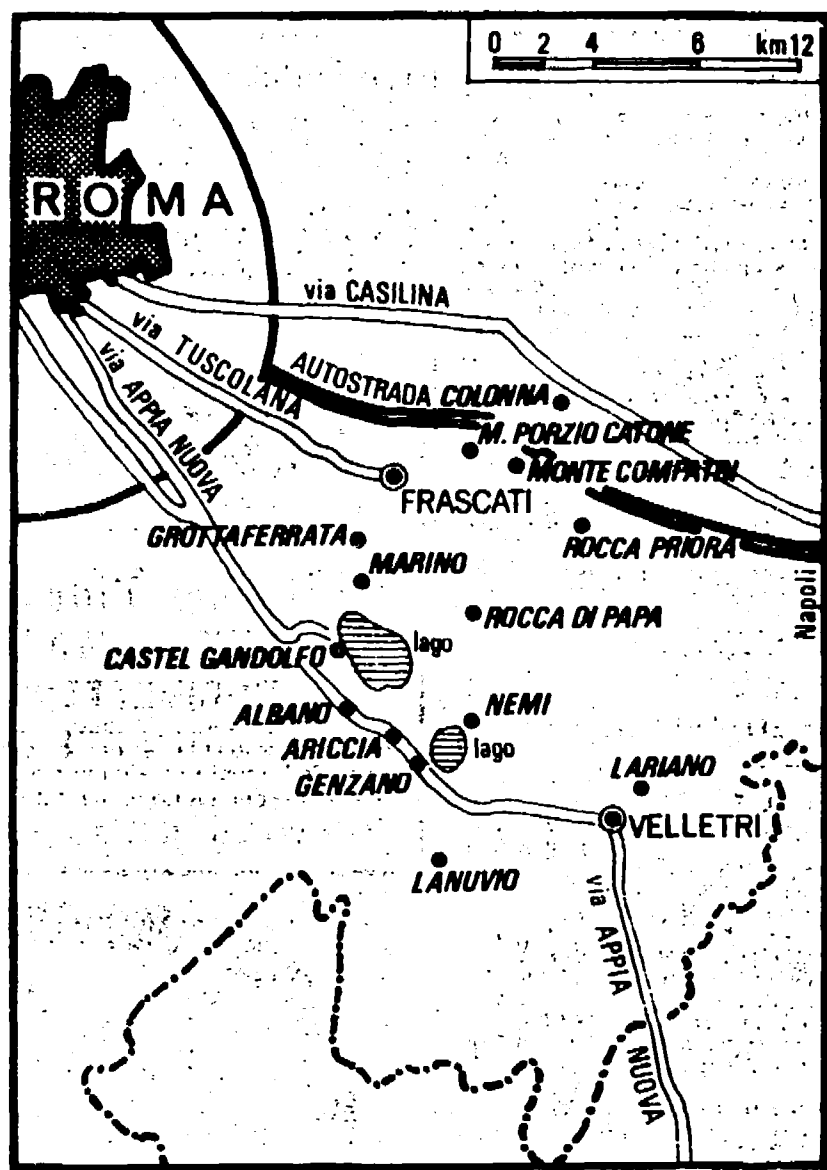 0 2 4 6 km 12
ROMA
via CASILINA
via TUSCOLANA
via APPIA NUOVA
AUTOSTRADA
COLONNA
M. PORZIO CATONE
MONTE COMPATRI
FRASCATI
GROTTAFERRATA
ROCCA PRIORA
MARINO
Napoli
ROCCA DI PAPA
CASTEL GANDOLFO
lago
ALBANO
NEMI
ARICCIA
lago
GENZANO
LARIANO
VELLETRI
LANUVIO
via APPIA NUOVA